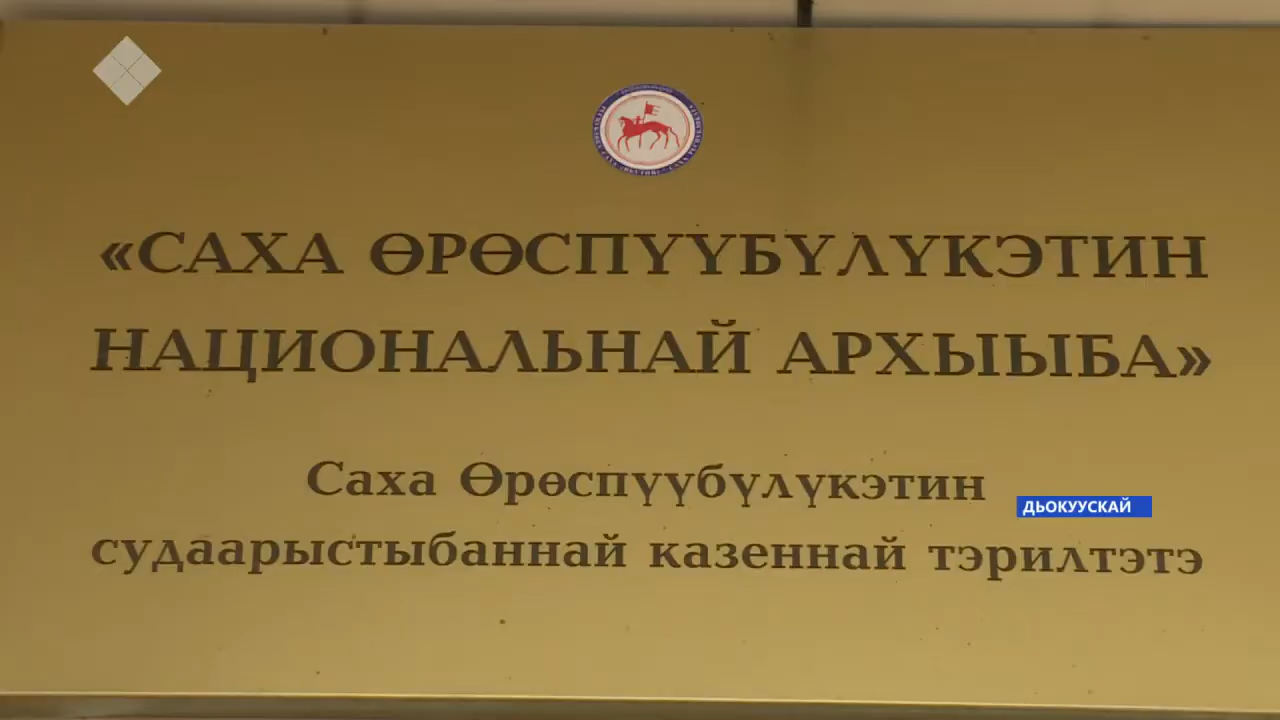 «САХА ӨРӨСПҮҮБҮЛҮКЭТИН
НАЦИОНАЛЬНАЙ АРХЫЫБА»
Саха Өрөспүүбүлүкэтин
ДЬОКУУСКАЙ
судаарыстыбаннай казеннай тэрилтэтэ